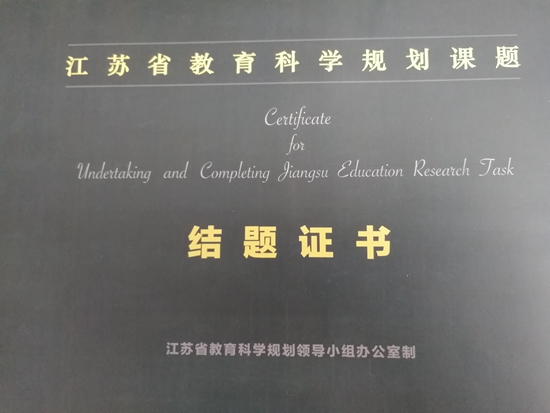 江苏省教育科学规划课题
Certificate
for
Undertaking and Completing Jiangsu Education Research Task
结题证书
江苏省教育科学规划领导小组办公室制